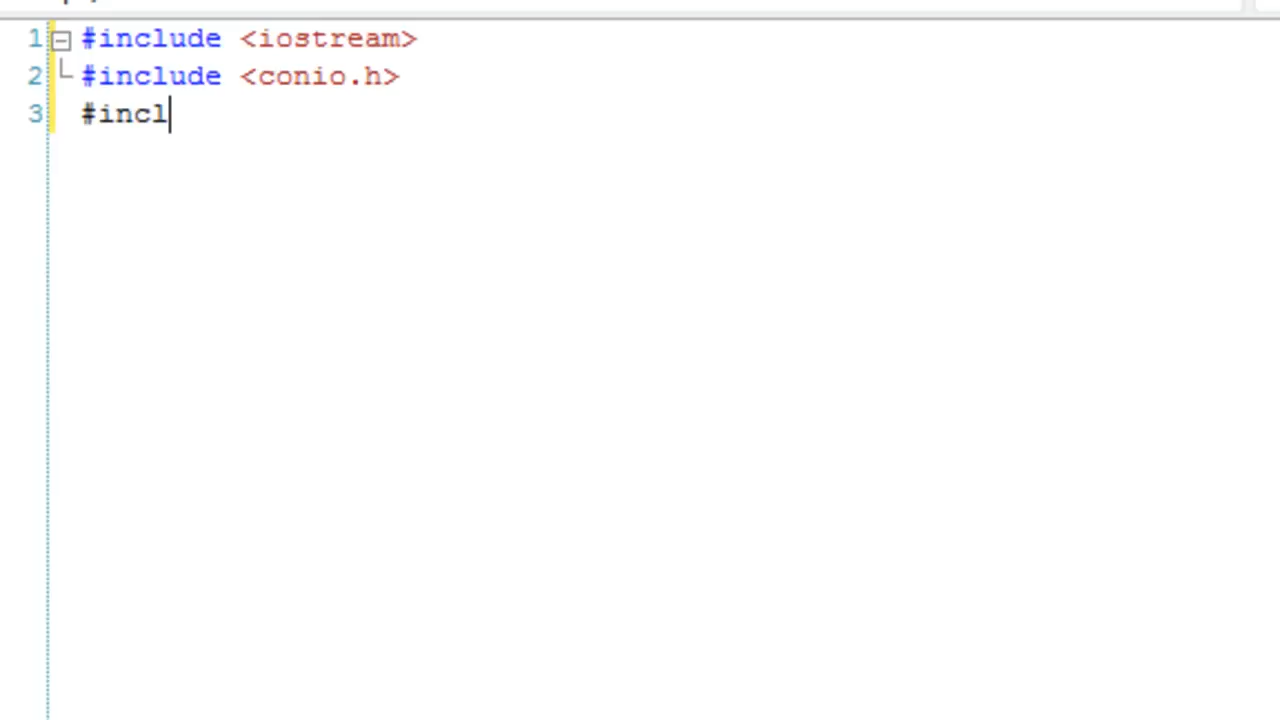 1 #include <iostream>
2 #include <conio.h>
3 #incl